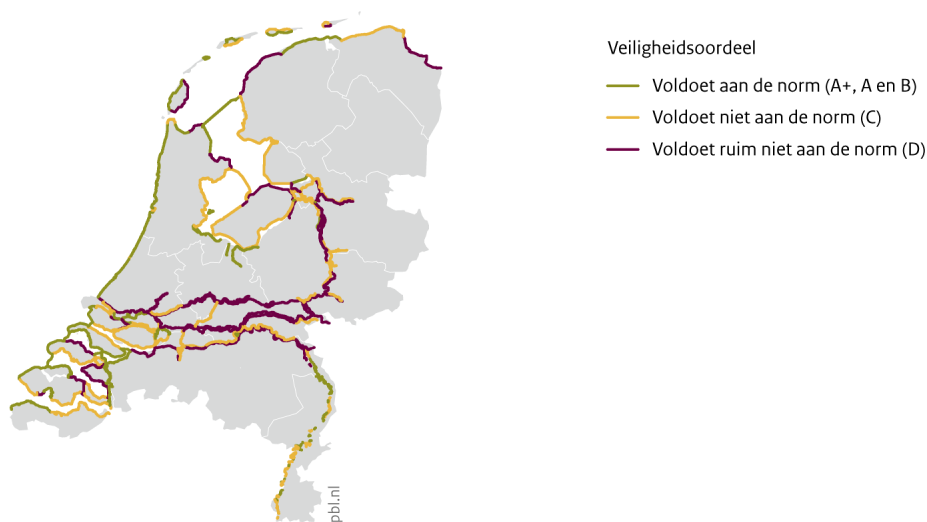 Veiligheidsoordeel
Voldoet aan de norm (A+, A en B)
Voldoet niet aan de norm (C)
Voldoet ruim niet aan de norm (D)
pbl.nl